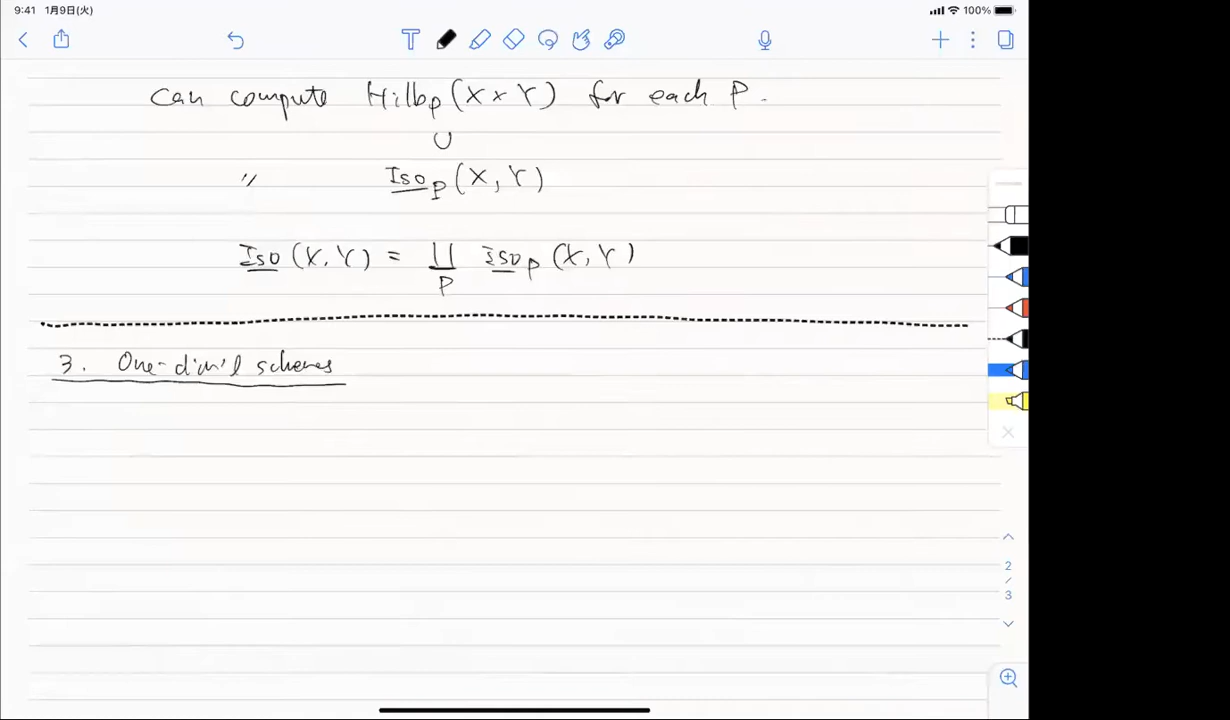 9:41 1月9日(火) 100%
Can compute Hilb_P (X × Y) for each P.
∪
〃 Iso_P (X, Y)
Iso (X, Y) = ∐_P Iso_P (X, Y)
3. One-dim'l schemes
2
/
3